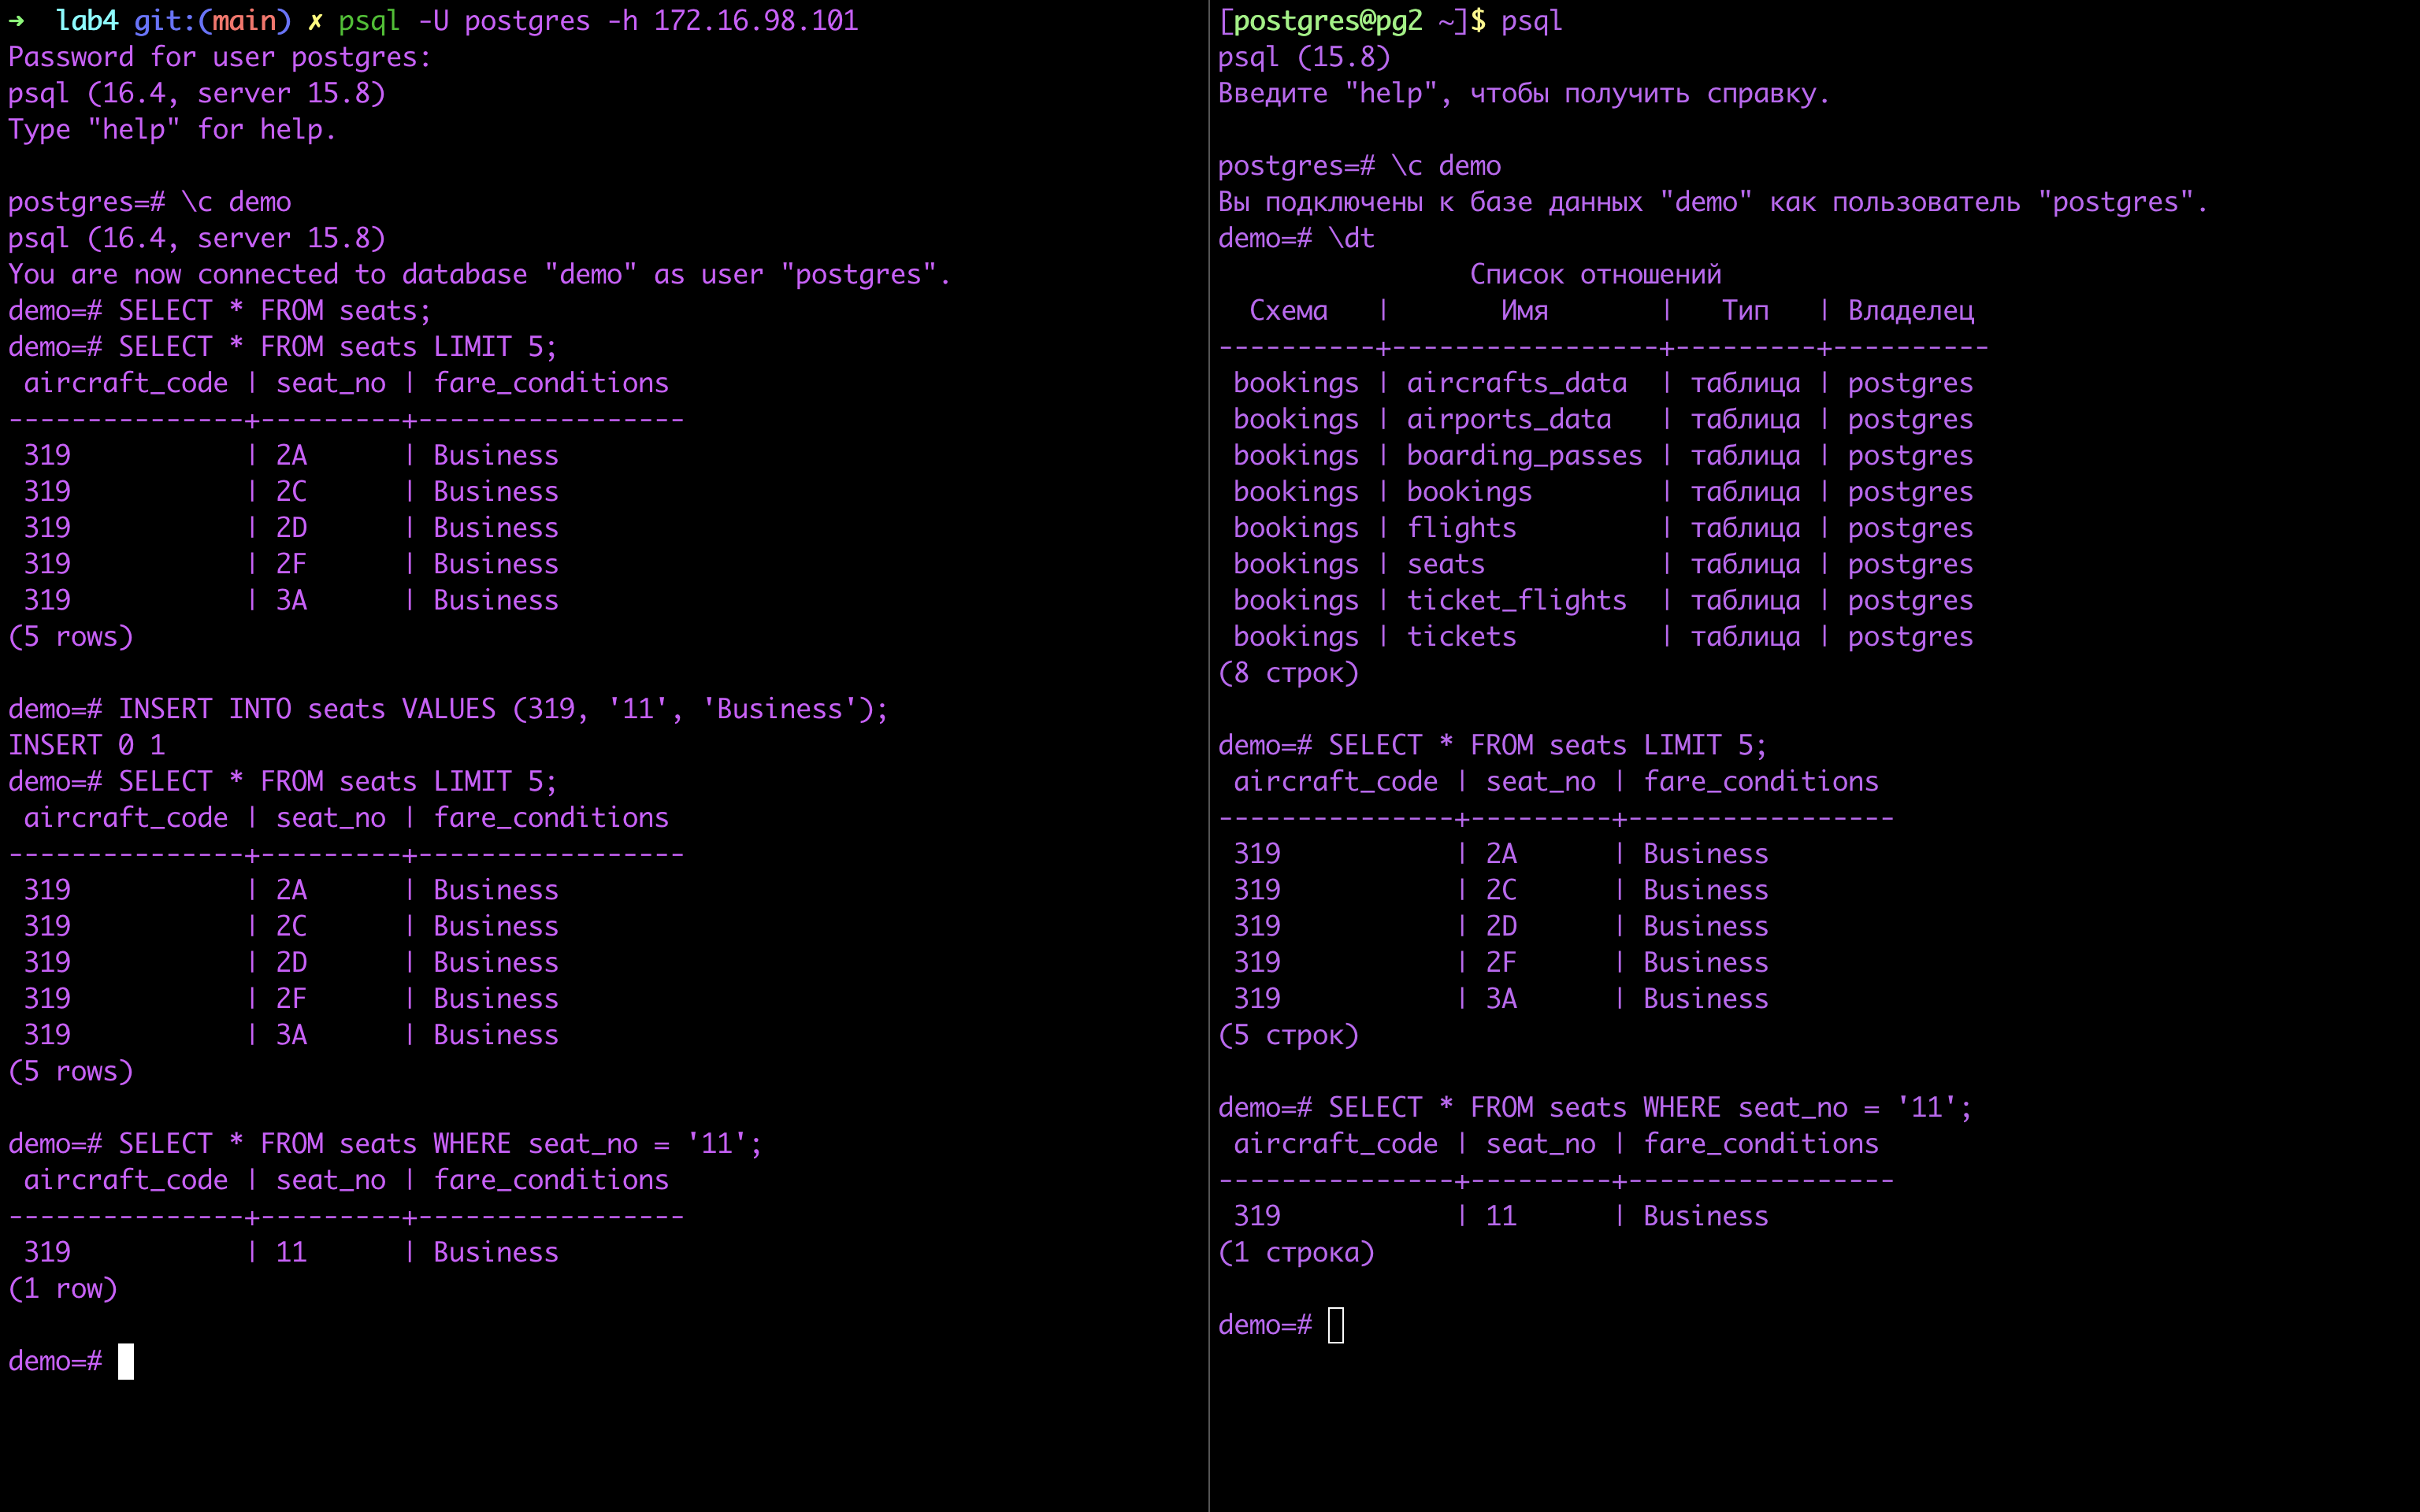 ➜  lab4 git:(main) ✗ psql -U postgres -h 172.16.98.101
Password for user postgres:
psql (16.4, server 15.8)
Type "help" for help.

postgres=# \c demo
psql (16.4, server 15.8)
You are now connected to database "demo" as user "postgres".
demo=# SELECT * FROM seats;
demo=# SELECT * FROM seats LIMIT 5;
 aircraft_code | seat_no | fare_conditions
---------------+---------+-----------------
 319           | 2A      | Business
 319           | 2C      | Business
 319           | 2D      | Business
 319           | 2F      | Business
 319           | 3A      | Business
(5 rows)

demo=# INSERT INTO seats VALUES (319, '11', 'Business');
INSERT 0 1
demo=# SELECT * FROM seats LIMIT 5;
 aircraft_code | seat_no | fare_conditions
---------------+---------+-----------------
 319           | 2A      | Business
 319           | 2C      | Business
 319           | 2D      | Business
 319           | 2F      | Business
 319           | 3A      | Business
(5 rows)

demo=# SELECT * FROM seats WHERE seat_no = '11';
 aircraft_code | seat_no | fare_conditions
---------------+---------+-----------------
 319           | 11      | Business
(1 row)

demo=#
[postgres@pg2 ~]$ psql
psql (15.8)
Введите "help", чтобы получить справку.

postgres=# \c demo
Вы подключены к базе данных "demo" как пользователь "postgres".
demo=# \dt
                Список отношений
  Схема   |       Имя       |   Тип   | Владелец
----------+-----------------+---------+----------
 bookings | aircrafts_data  | таблица | postgres
 bookings | airports_data   | таблица | postgres
 bookings | boarding_passes | таблица | postgres
 bookings | bookings        | таблица | postgres
 bookings | flights         | таблица | postgres
 bookings | seats           | таблица | postgres
 bookings | ticket_flights  | таблица | postgres
 bookings | tickets         | таблица | postgres
(8 строк)

demo=# SELECT * FROM seats LIMIT 5;
 aircraft_code | seat_no | fare_conditions
---------------+---------+-----------------
 319           | 2A      | Business
 319           | 2C      | Business
 319           | 2D      | Business
 319           | 2F      | Business
 319           | 3A      | Business
(5 строк)

demo=# SELECT * FROM seats WHERE seat_no = '11';
 aircraft_code | seat_no | fare_conditions
---------------+---------+-----------------
 319           | 11      | Business
(1 строка)

demo=#